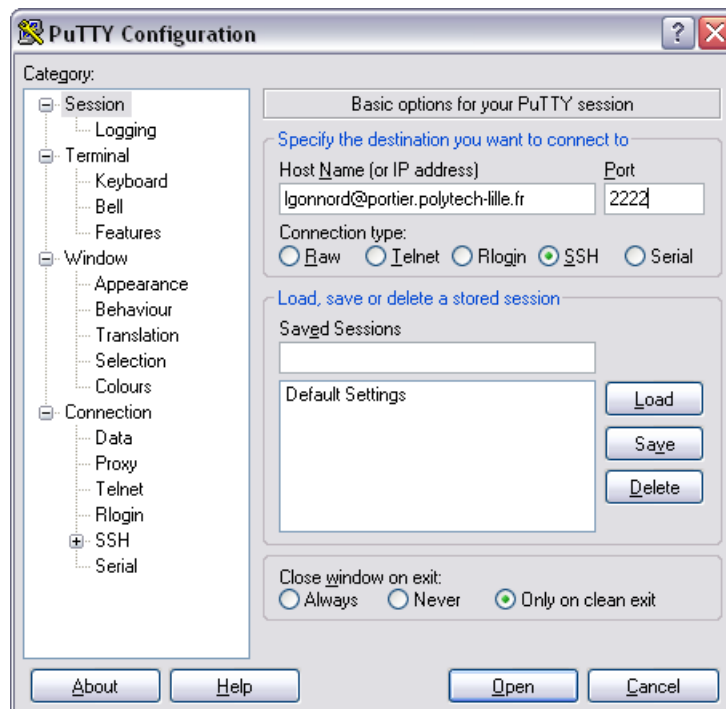 PuTTY Configuration
?
X
Category:
Session
Logging
Terminal
Keyboard
Bell
Features
Window
Appearance
Behaviour
Translation
Selection
Colours
Connection
Data
Proxy
Telnet
Rlogin
SSH
Serial
Basic options for your PuTTY session
Specify the destination you want to connect to
Host Name (or IP address) Port
lgonnord@portier.polytech-lille.fr 2222
Connection type:
Raw Telnet Rlogin SSH Serial
Load, save or delete a stored session
Saved Sessions
Default Settings
Load
Save
Delete
Close window on exit:
Always Never Only on clean exit
About Help Open Cancel